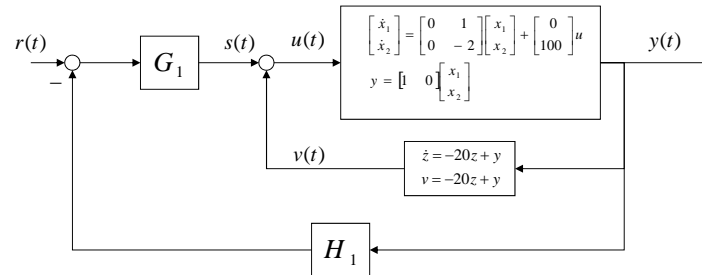 r(t)
−
G₁
s(t)
u(t)
[ẋ₁ ẋ₂] = [0 1 0 −2][x₁ x₂] + [0 100]u
y = [1 0][x₁ x₂]
y(t)
v(t)
ż = −20z + y
v = −20z + y
H₁